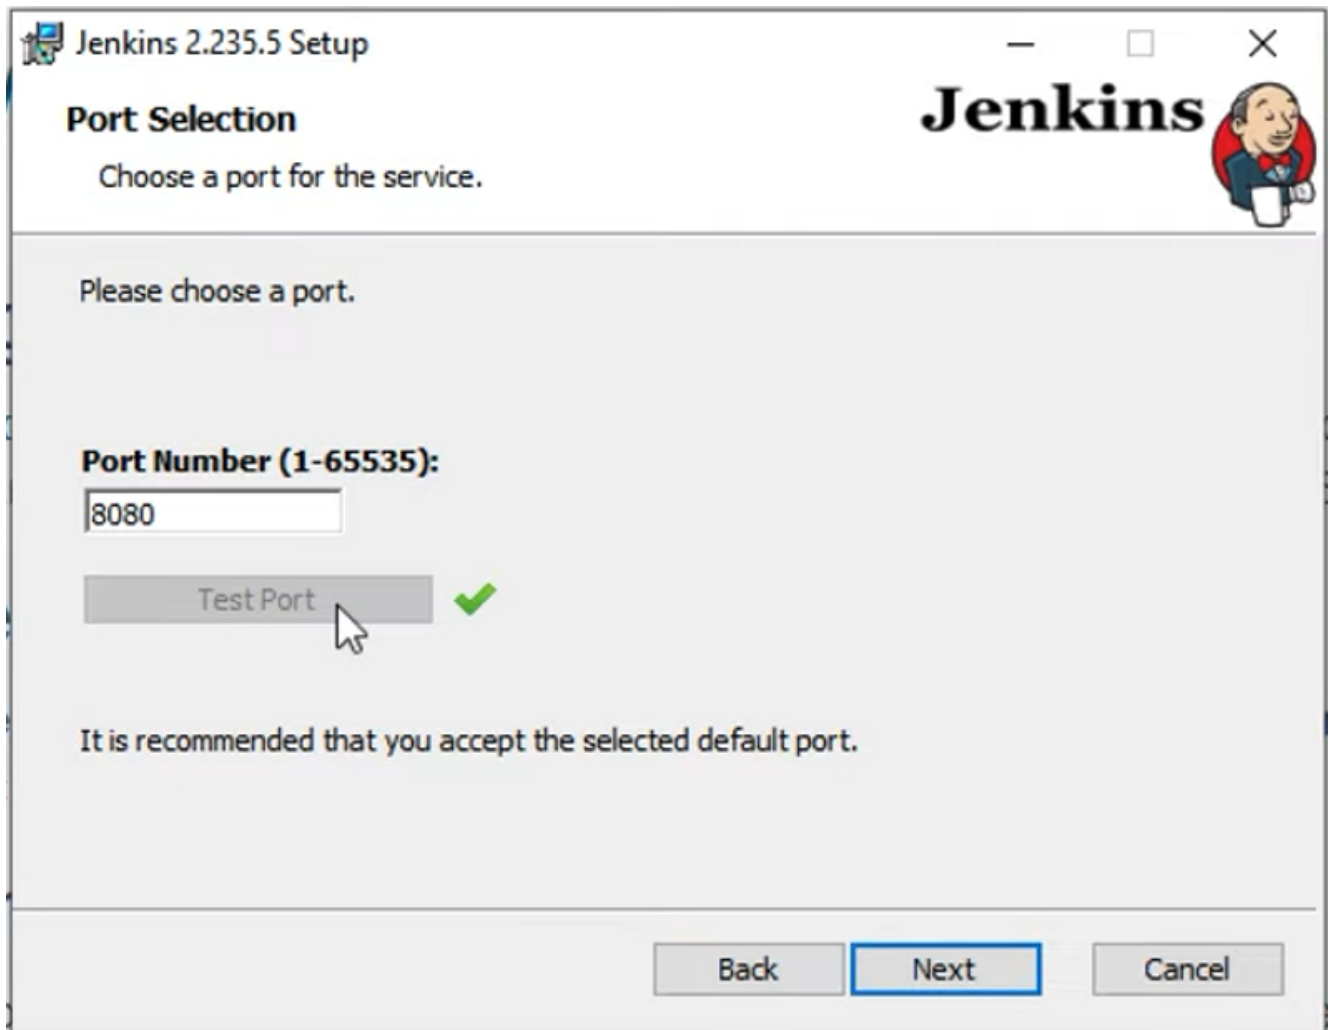 Jenkins 2.235.5 Setup
Port Selection
Jenkins
Choose a port for the service.
Please choose a port.
Port Number (1-65535):
8080
Test Port
It is recommended that you accept the selected default port.
Back
Next
Cancel